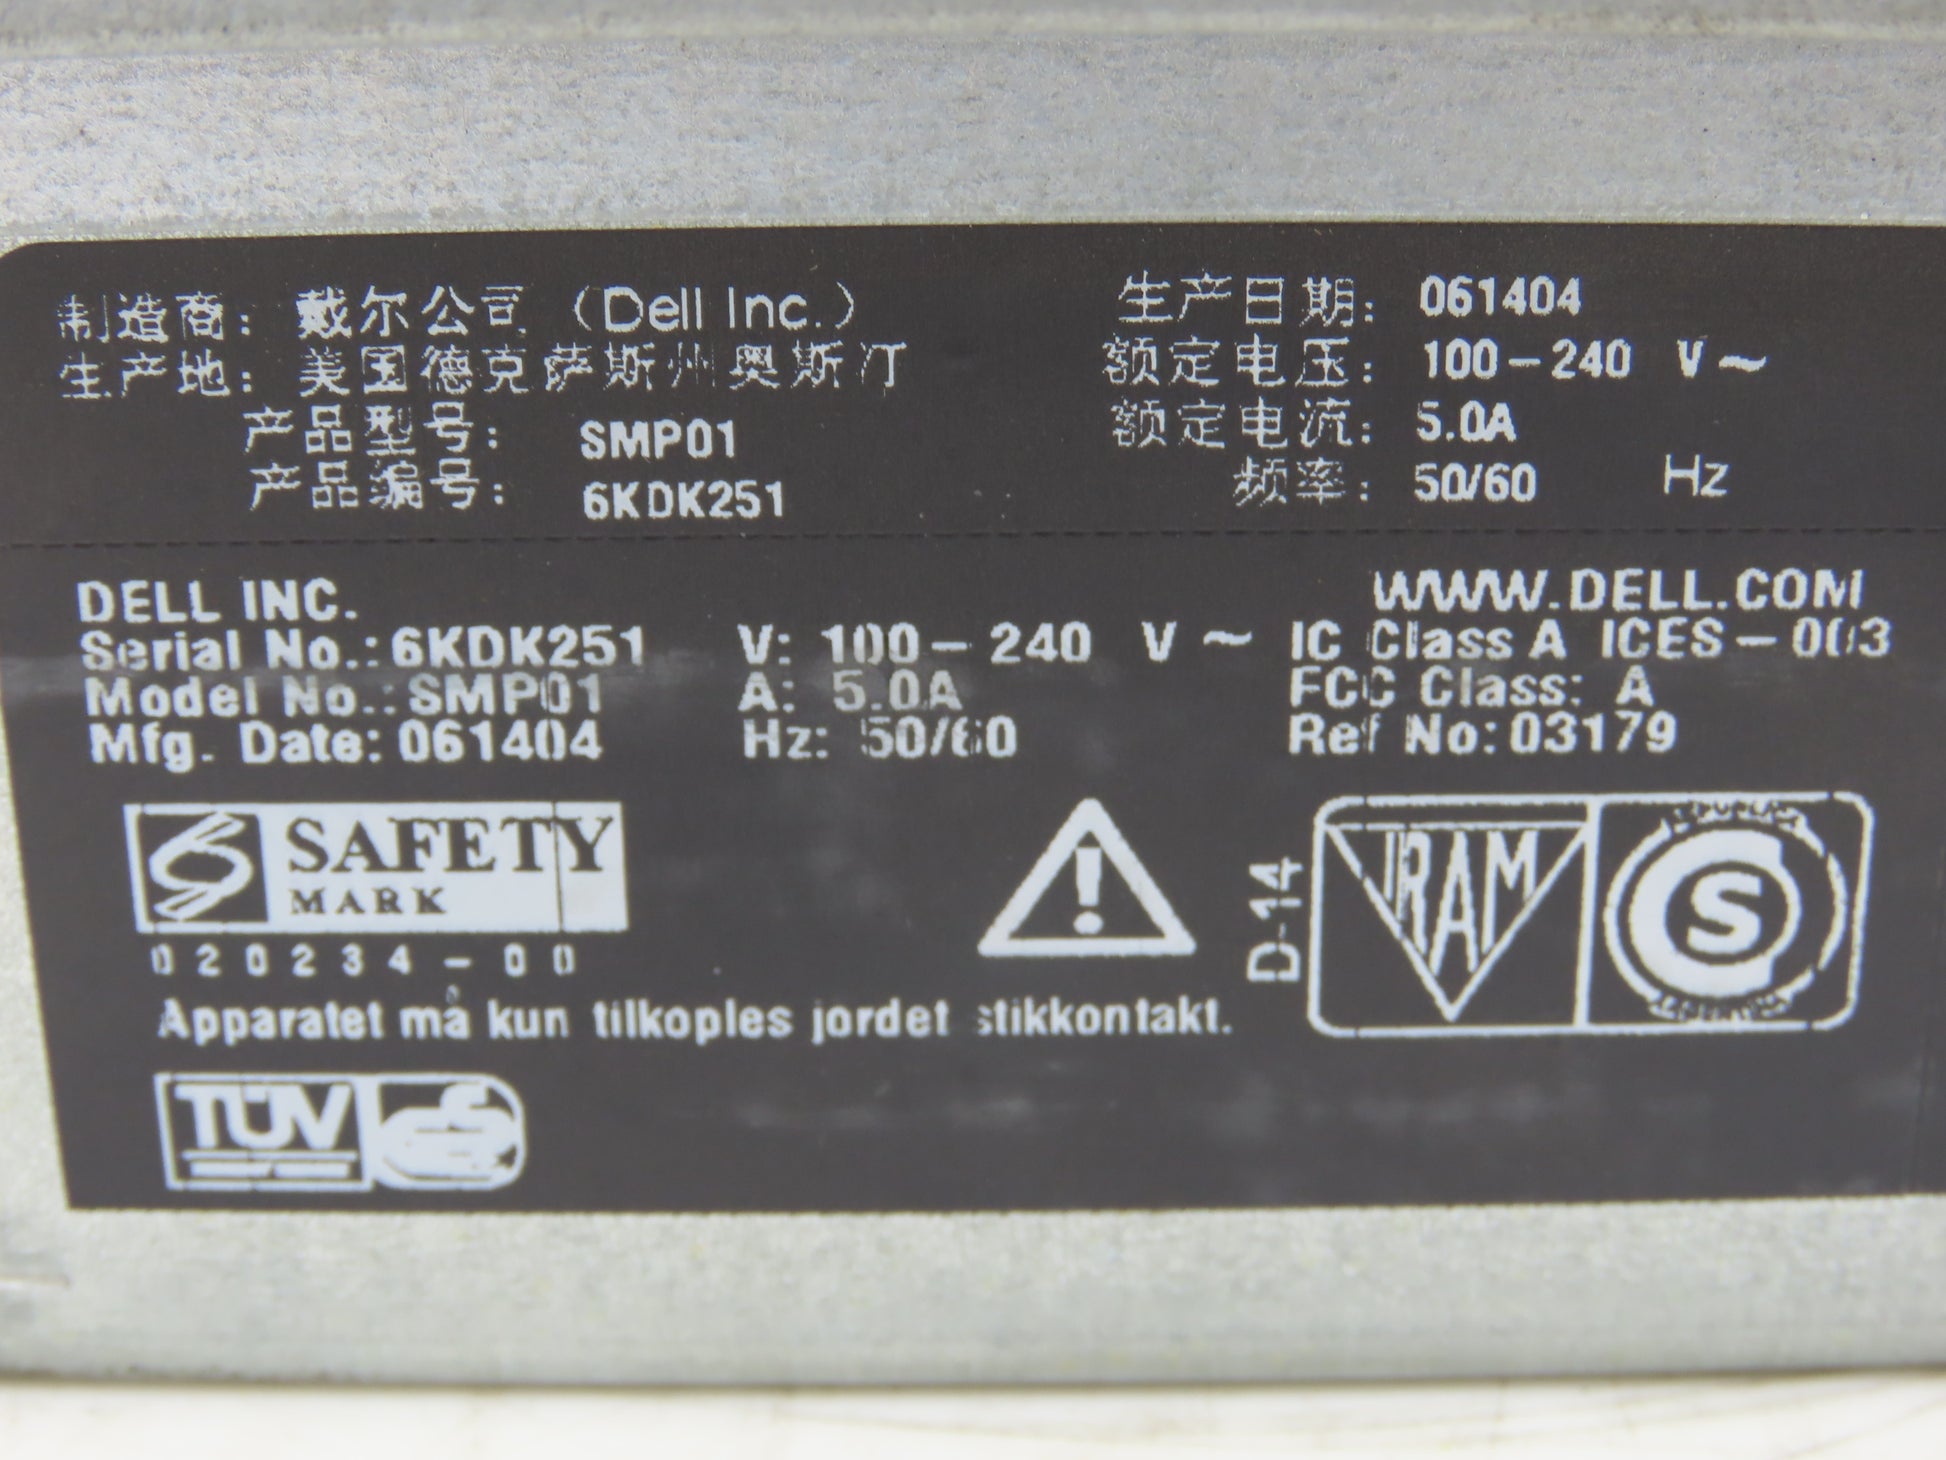 制造商: 戴尔公司 (Dell Inc.)
生产地: 美国德克萨斯州奥斯汀
产品型号: SMP01
产品编号: 6KDK251
生产日期: 061404
额定电压: 100-240 V~
额定电流: 5.0A
频率: 50/60 Hz
DELL INC.
Serial No.: 6KDK251
Model No.: SMP01
Mfg. Date: 061404
V: 100-240 V~
A: 5.0A
Hz: 50/60
WWW.DELL.COM
IC Class A ICES-003
FCC Class: A
Ref No: 03179
SAFETY
MARK
020234-00
D-14
IRAM
S
Apparatet må kun tilkoples jordet stikkontakt.
TÜV